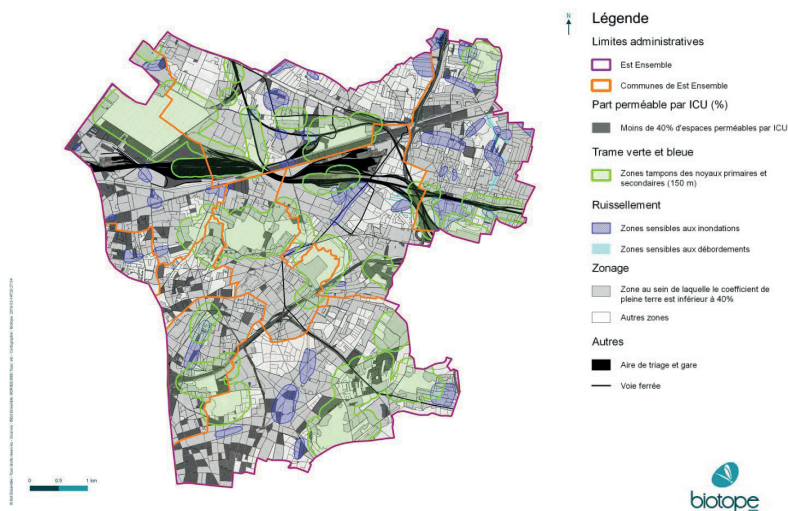 N
Légende
Limites administratives
Est Ensemble
Communes de Est Ensemble
Part perméable par ICU (%)
Moins de 40% d'espaces perméables par ICU
Trame verte et bleue
Zones tampons des noyaux primaires et
secondaires (150 m)
Ruissellement
Zones sensibles aux inondations
Zones sensibles aux débordements
Zonage
Zone au sein de laquelle le coefficient de
pleine terre est inférieur à 40%
Autres zones
Autres
Aire de triage et gare
Voie ferrée
0 0.5 1 km
biotope